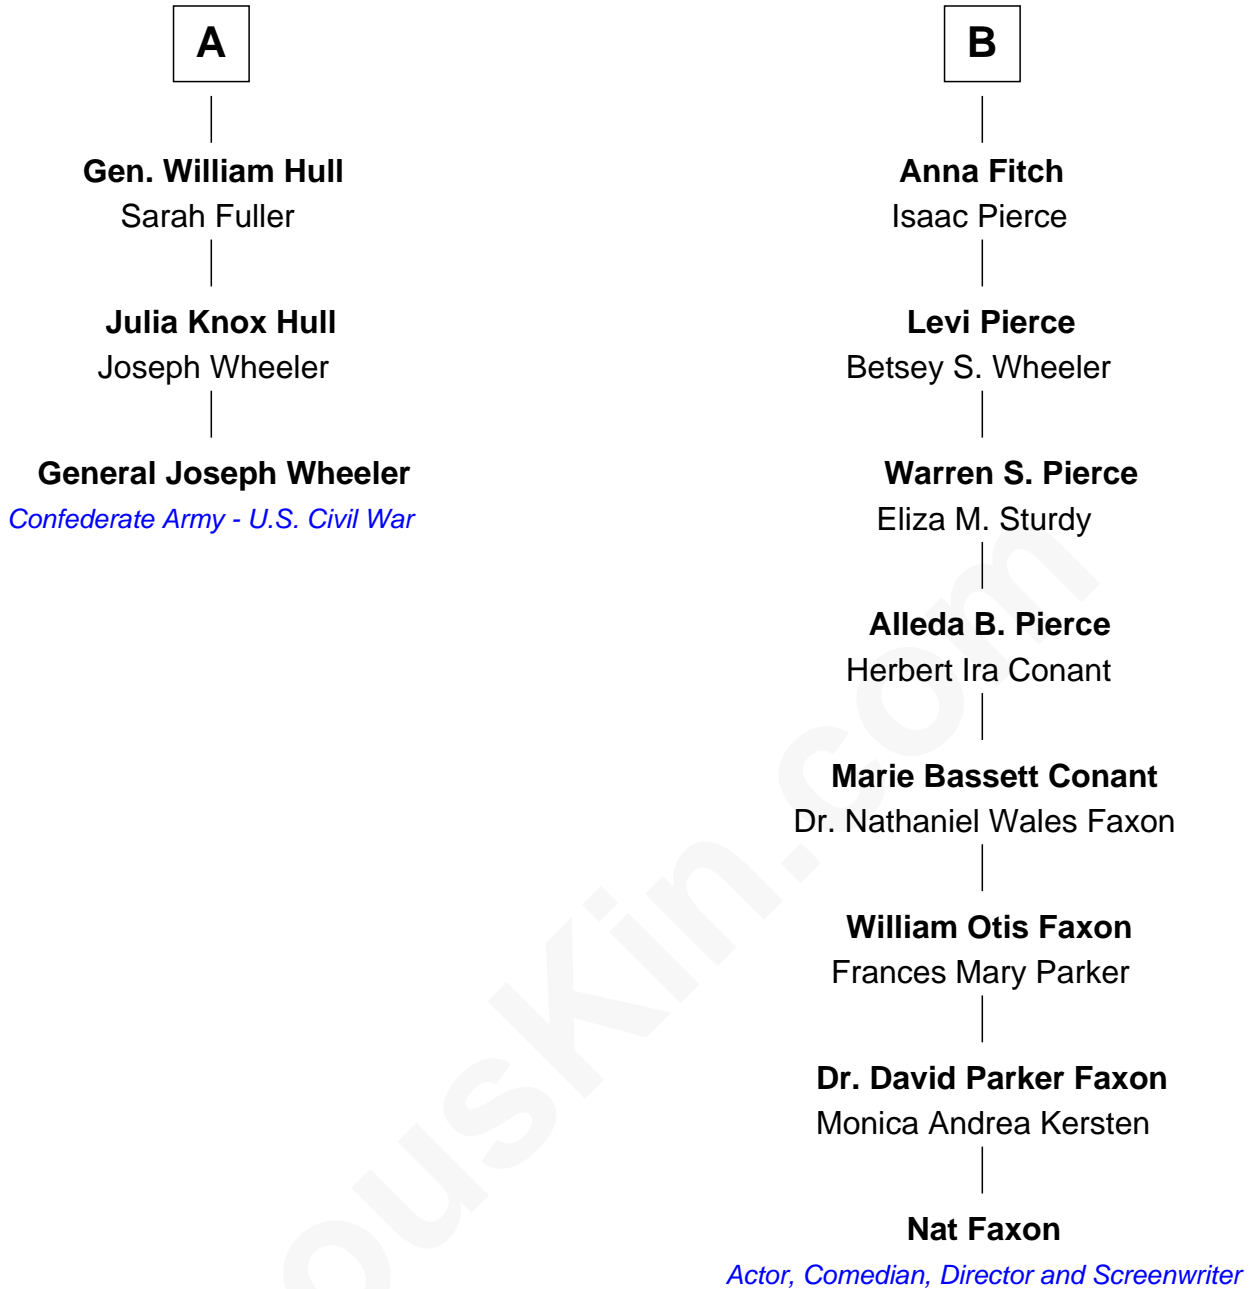 A
Gen. William Hull
Sarah Fuller
Julia Knox Hull
Joseph Wheeler
General Joseph Wheeler
Confederate Army - U.S. Civil War
B
Anna Fitch
Isaac Pierce
Levi Pierce
Betsey S. Wheeler
Warren S. Pierce
Eliza M. Sturdy
Alleda B. Pierce
Herbert Ira Conant
Marie Bassett Conant
Dr. Nathaniel Wales Faxon
William Otis Faxon
Frances Mary Parker
Dr. David Parker Faxon
Monica Andrea Kersten
Nat Faxon
Actor, Comedian, Director and Screenwriter
ousKin.com